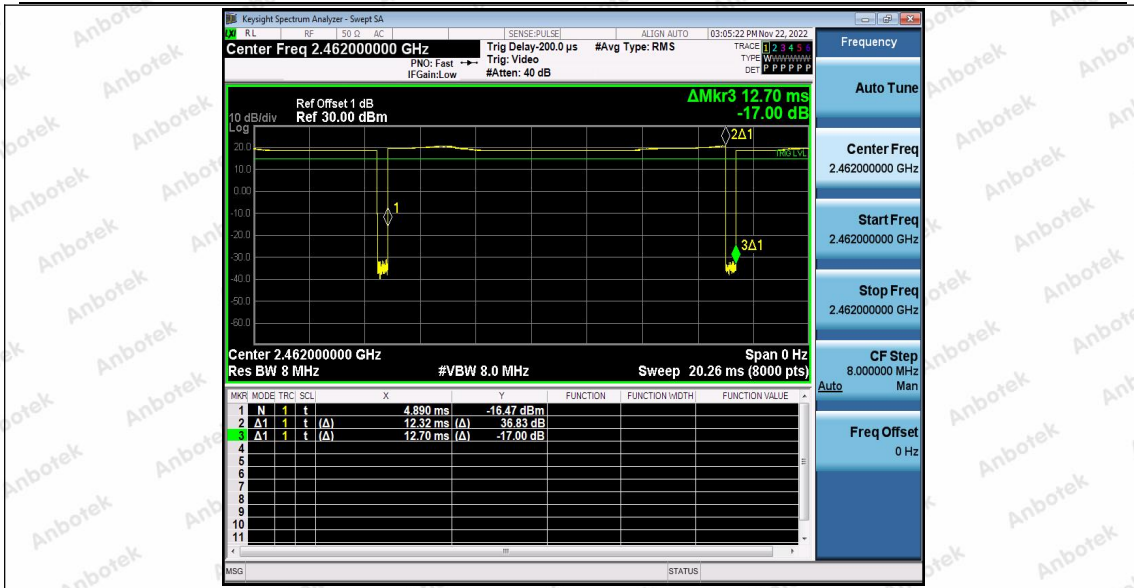 Keysight Spectrum Analyzer - Swept SA
LXI RL RF 50 Ω AC SENSE:PULSE ALIGN AUTO 03:05:22 PM Nov 22, 2022
Center Freq 2.462000000 GHz
PNO: Fast
IFGain:Low
Trig Delay-200.0 µs
Trig: Video
#Atten: 40 dB
#Avg Type: RMS
TRACE 1 2 3 4 5 6
TYPE WWWWWW
DET P P P P P P
ΔMkr3 12.70 ms
-17.00 dB
Ref Offset 1 dB
10 dB/div Ref 30.00 dBm
Log
20.0
10.0
0.00
-10.0
-20.0
-30.0
-40.0
-50.0
-60.0
2Δ1
TRIG LVL
1
3Δ1
Center 2.462000000 GHz Span 0 Hz
Res BW 8 MHz #VBW 8.0 MHz Sweep 20.26 ms (8000 pts)
MKR MODE TRC SCL X Y FUNCTION FUNCTION WIDTH FUNCTION VALUE
1 N 1 t 4.890 ms -16.47 dBm
2 Δ1 1 t (Δ) 12.32 ms (Δ) 36.83 dB
3 Δ1 1 t (Δ) 12.70 ms (Δ) -17.00 dB
4
5
6
7
8
9
10
11
MSG STATUS
Frequency
Auto Tune
Center Freq
2.462000000 GHz
Start Freq
2.462000000 GHz
Stop Freq
2.462000000 GHz
CF Step
8.000000 MHz
Auto Man
Freq Offset
0 Hz
Anbotek